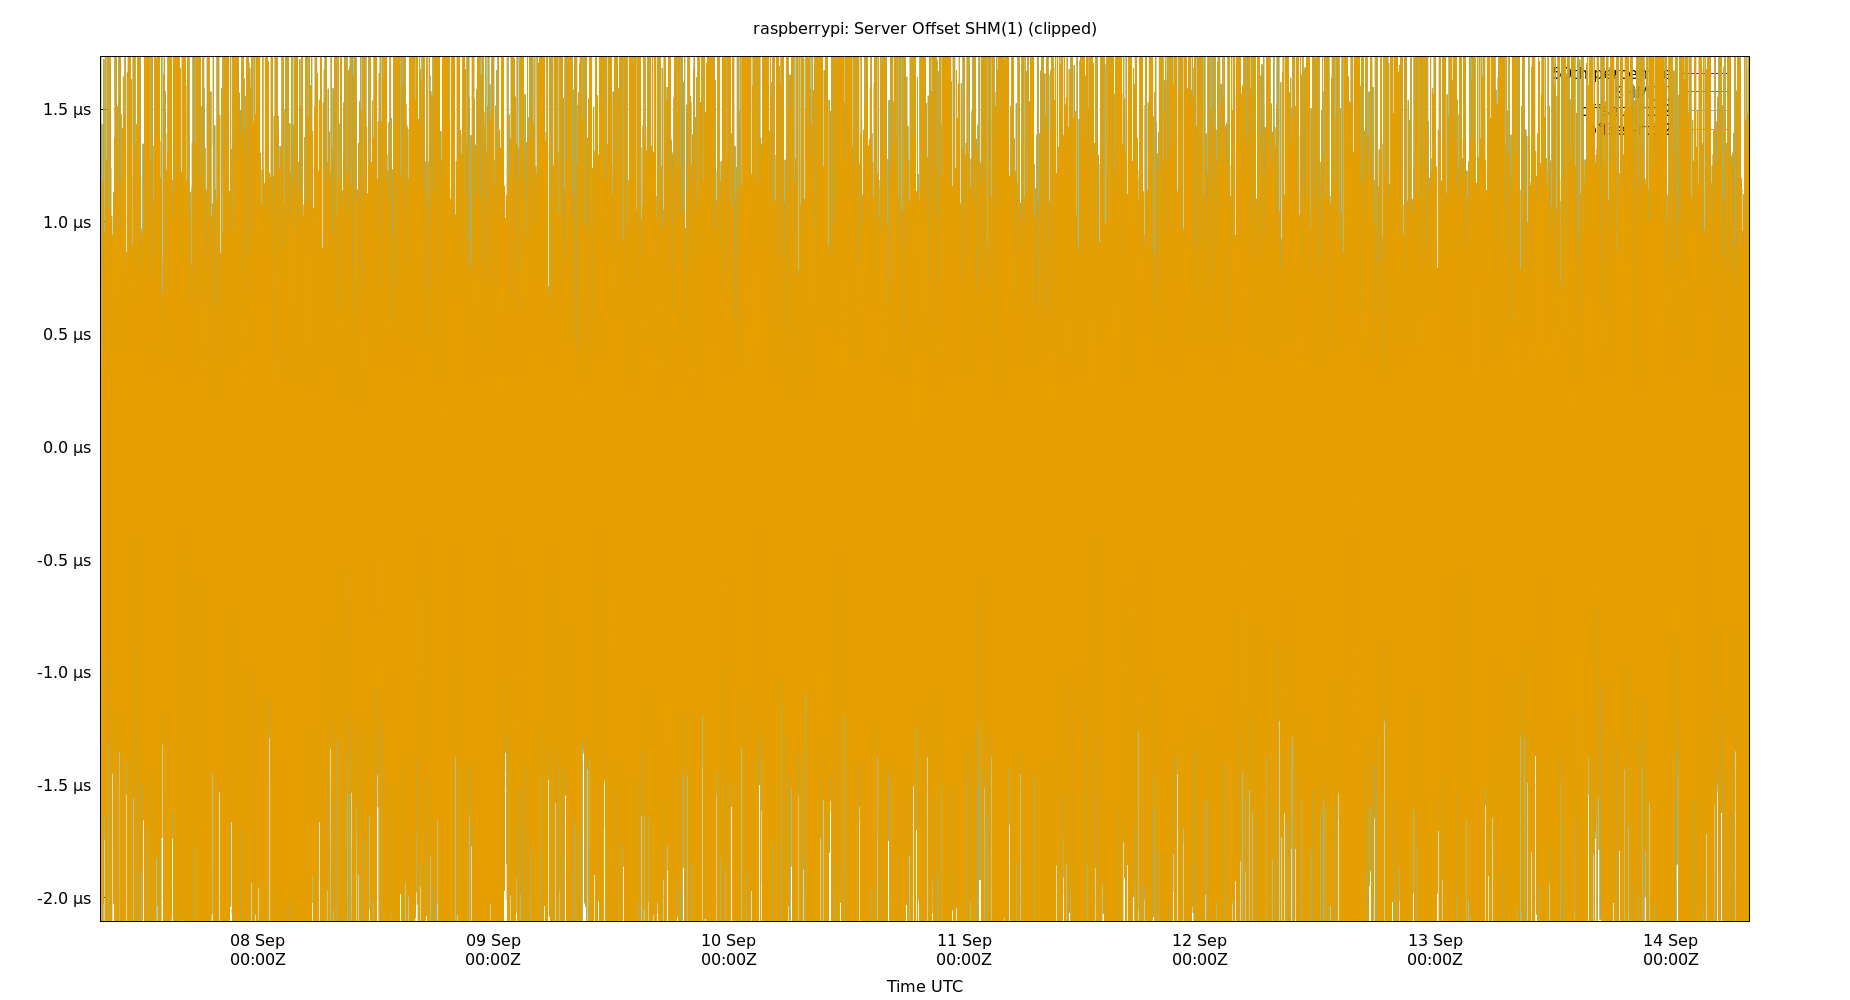 raspberrypi: Server Offset SHM(1) (clipped)
1.5 µs
1.0 µs
0.5 µs
0.0 µs
-0.5 µs
-1.0 µs
-1.5 µs
-2.0 µs
08 Sep 09 Sep 10 Sep 11 Sep 12 Sep 13 Sep 14 Sep
00:00Z 00:00Z 00:00Z 00:00Z 00:00Z 00:00Z 00:00Z
Time UTC